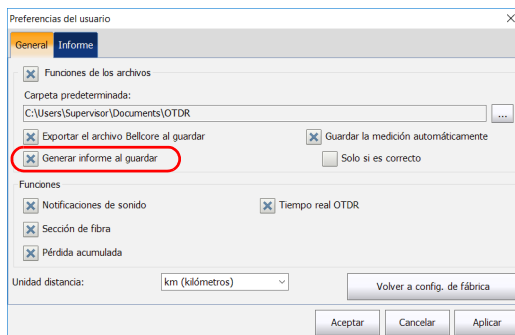 Preferencias del usuario
General Informe
Funciones de los archivos
Carpeta predeterminada:
C:\Users\Supervisor\Documents\OTDR ...
Exportar el archivo Bellcore al guardar Guardar la medición automáticamente
Generar informe al guardar Solo si es correcto
Funciones
Notificaciones de sonido Tiempo real OTDR
Sección de fibra
Pérdida acumulada
Unidad distancia: km (kilómetros) Volver a config. de fábrica
Aceptar Cancelar Aplicar